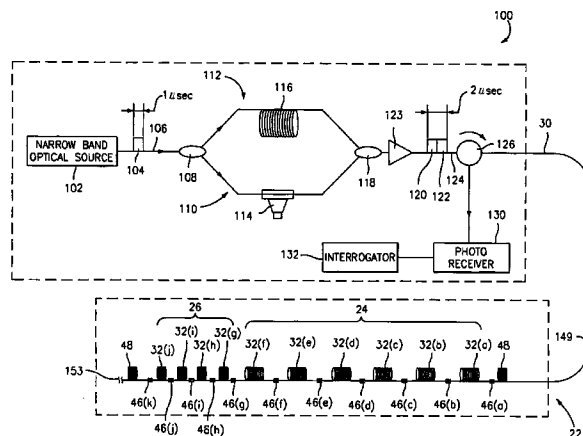 100
112
116
1μsec
2μsec
123
NARROW BAND
OPTICAL SOURCE
102
104
106
108
118
120
122
124
126
30
110
114
132
INTERROGATOR
PHOTO
RECEIVER
130
26
24
149
48
32(j)
32(i)
32(h)
32(g)
32(f)
32(e)
32(d)
32(c)
32(b)
32(a)
48
153
46(k)
46(j)
46(i)
46(h)
46(g)
46(f)
46(e)
46(d)
46(c)
46(b)
46(a)
22